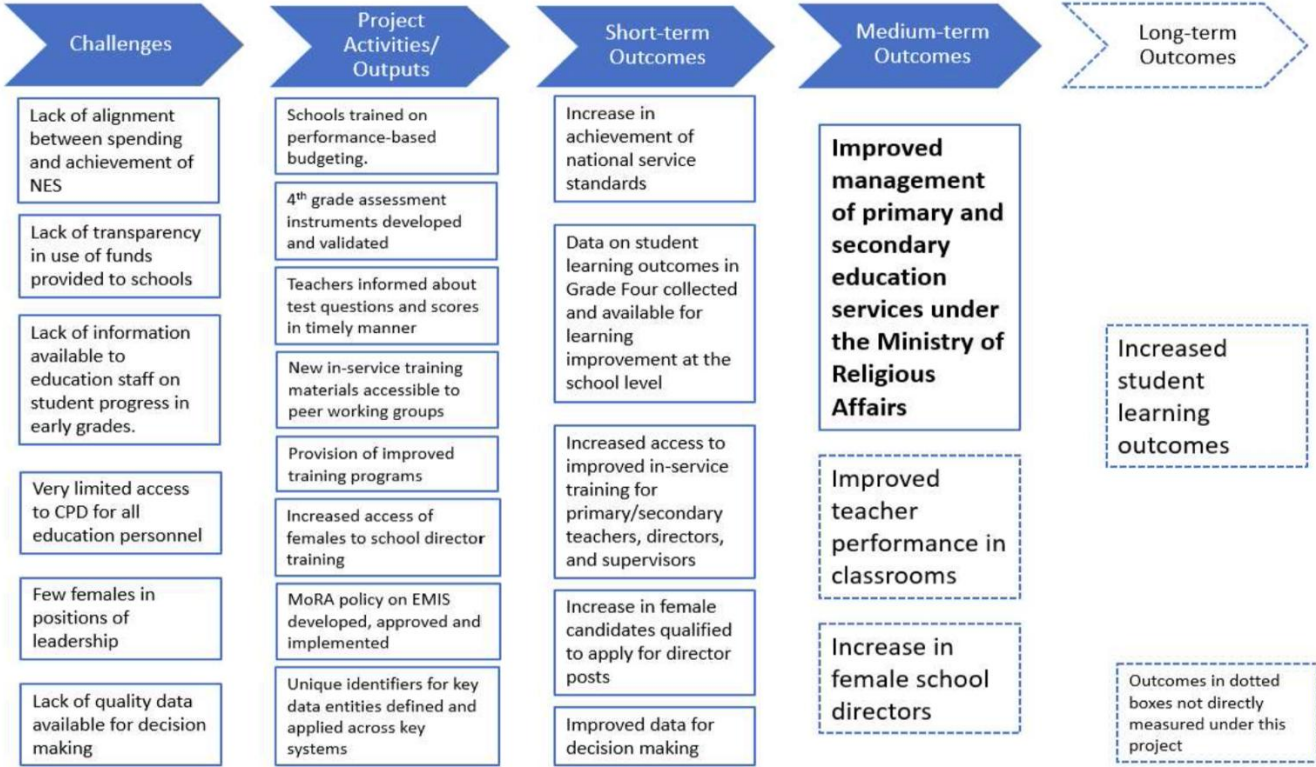 Challenges
Project
Activities/
Outputs
Short-term
Outcomes
Medium-term
Outcomes
Long-term
Outcomes
Lack of alignment
between spending
and achievement of
NES
Lack of transparency
in use of funds
provided to schools
Lack of information
available to
education staff on
student progress in
early grades.
Very limited access
to CPD for all
education personnel
Few females in
positions of
leadership
Lack of quality data
available for decision
making
Schools trained on
performance-based
budgeting.
4th grade assessment
instruments developed
and validated
Teachers informed about
test questions and scores
in timely manner
New in-service training
materials accessible to
peer working groups
Provision of improved
training programs
Increased access of
females to school director
training
MoRA policy on EMIS
developed, approved and
implemented
Unique identifiers for key
data entities defined and
applied across key
systems
Increase in
achievement of
national service
standards
Data on student
learning outcomes in
Grade Four collected
and available for
learning
improvement at the
school level
Increased access to
improved in-service
training for
primary/secondary
teachers, directors,
and supervisors
Increase in female
candidates qualified
to apply for director
posts
Improved data for
decision making
Improved
management
of primary and
secondary
education
services under
the Ministry of
Religious
Affairs
Improved
teacher
performance in
classrooms
Increase in
female school
directors
Increased
student
learning
outcomes
Outcomes in dotted
boxes not directly
measured under this
project